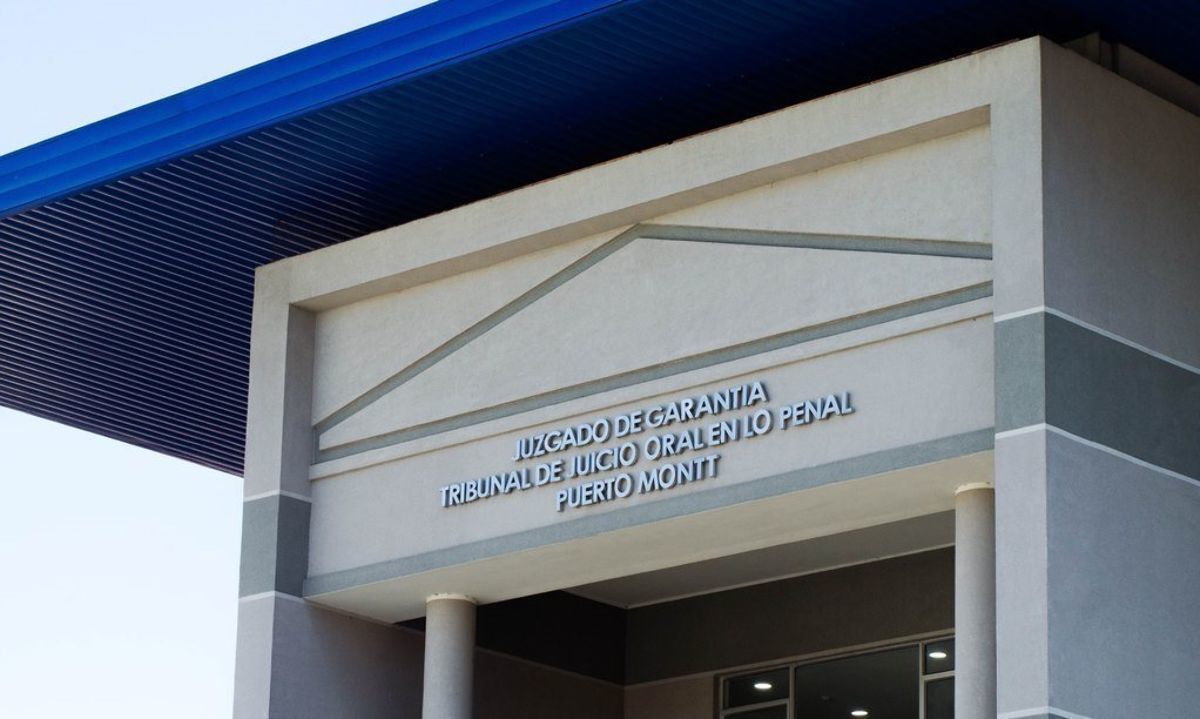 JUZGADO DE GARANTIA
TRIBUNAL DE JUICIO ORAL EN LO PENAL
PUERTO MONTT